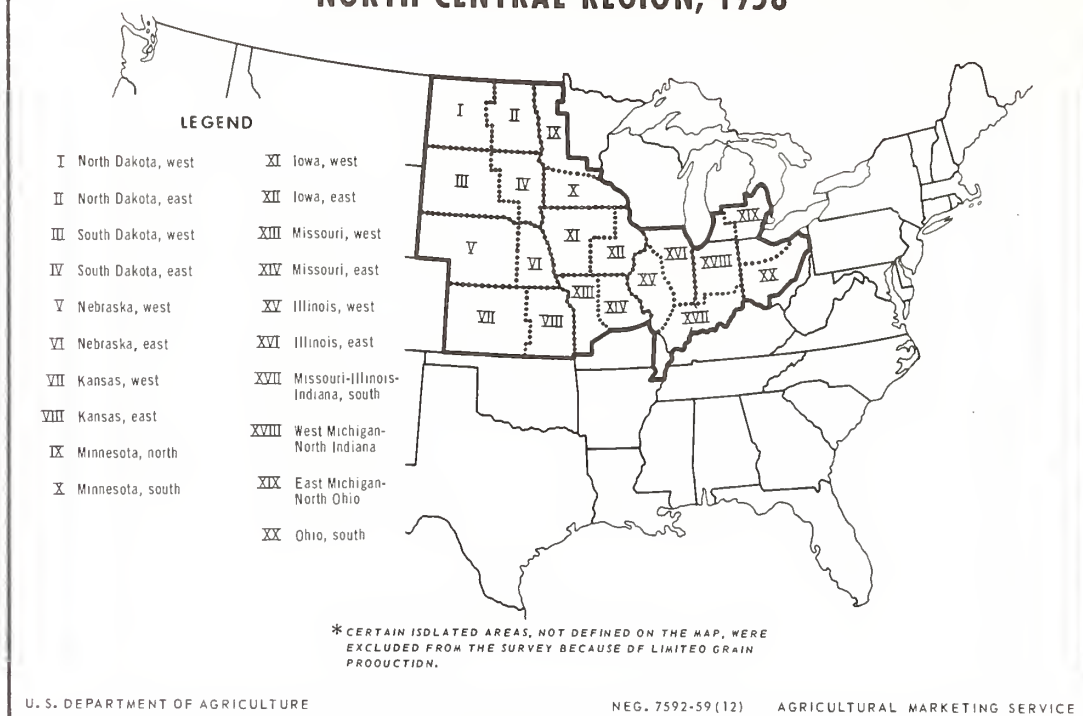 NORTH CENTRAL REGION, 1958
LEGEND
I North Dakota, west
II North Dakota, east
III South Dakota, west
IV South Dakota, east
V Nebraska, west
VI Nebraska, east
VII Kansas, west
VIII Kansas, east
IX Minnesota, north
X Minnesota, south
XI Iowa, west
XII Iowa, east
XIII Missouri, west
XIV Missouri, east
XV Illinois, west
XVI Illinois, east
XVII Missouri-Illinois-
Indiana, south
XVIII West Michigan-
North Indiana
XIX East Michigan-
North Ohio
XX Ohio, south
I
II
IX
III
IV
X
V
VI
XI
XII
VII
VIII
XIII
XIV
XV
XVI
XVII
XVIII
XIX
XX
* CERTAIN ISOLATED AREAS, NOT DEFINED ON THE MAP, WERE
EXCLUDED FROM THE SURVEY BECAUSE OF LIMITED GRAIN
PRODUCTION.
U. S. DEPARTMENT OF AGRICULTURE
NEG. 7592-59 (12) AGRICULTURAL MARKETING SERVICE